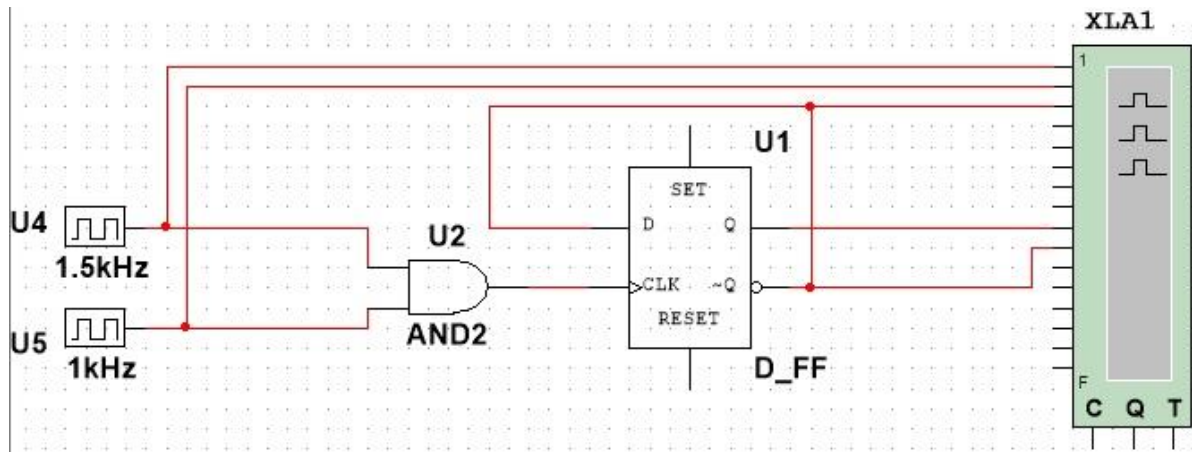 XLA1
1
U1
SET
U4
D Q
U2
1.5kHz
CLK ~Q
RESET
AND2
U5
1kHz
D_FF
F
C Q T